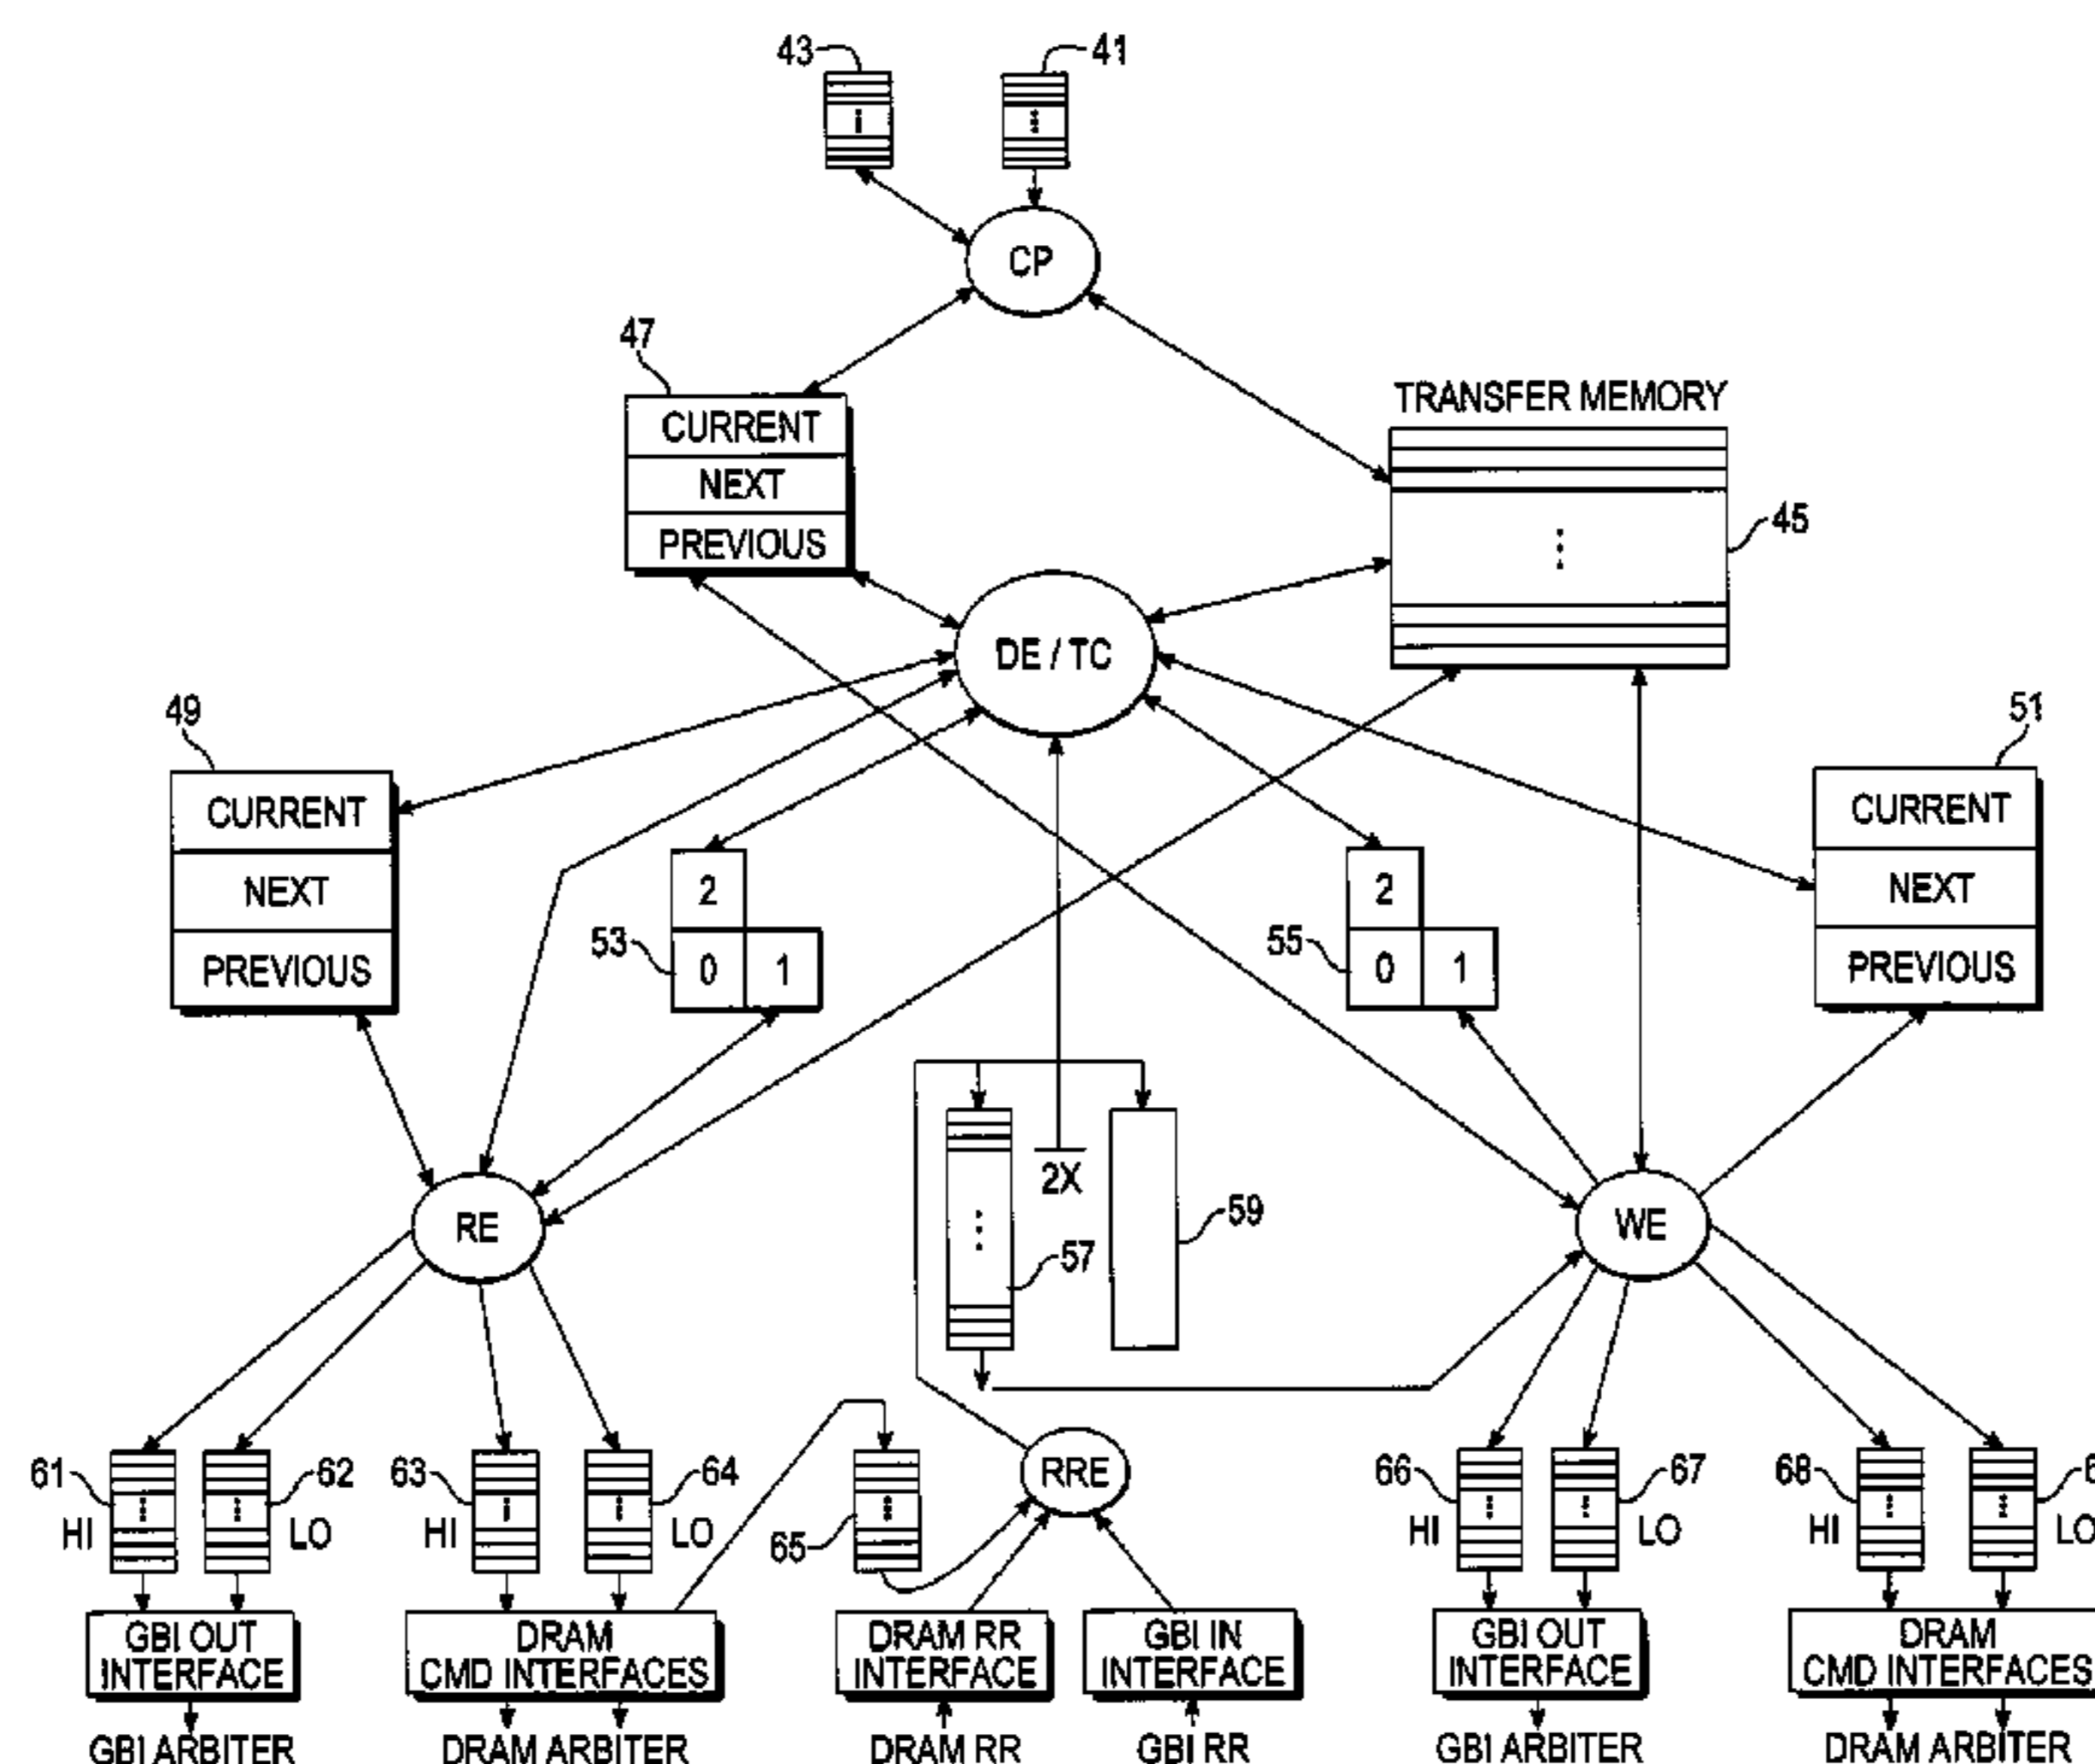 43
41
CP
47
CURRENT
NEXT
PREVIOUS
TRANSFER MEMORY
45
DE / TC
49
CURRENT
NEXT
PREVIOUS
53
2
0 1
55
2
0 1
51
CURRENT
NEXT
PREVIOUS
2X
57
59
RE
WE
RRE
61
HI
62
LO
63
HI
64
LO
65
66
HI
67
LO
68
HI
LO
GBI OUT
INTERFACE
DRAM
CMD INTERFACES
DRAM RR
INTERFACE
GBI IN
INTERFACE
GBI OUT
INTERFACE
DRAM
CMD INTERFACES
GBI ARBITER
DRAM ARBITER
DRAM RR
GBI RR
GBI ARBITER
DRAM ARBITER